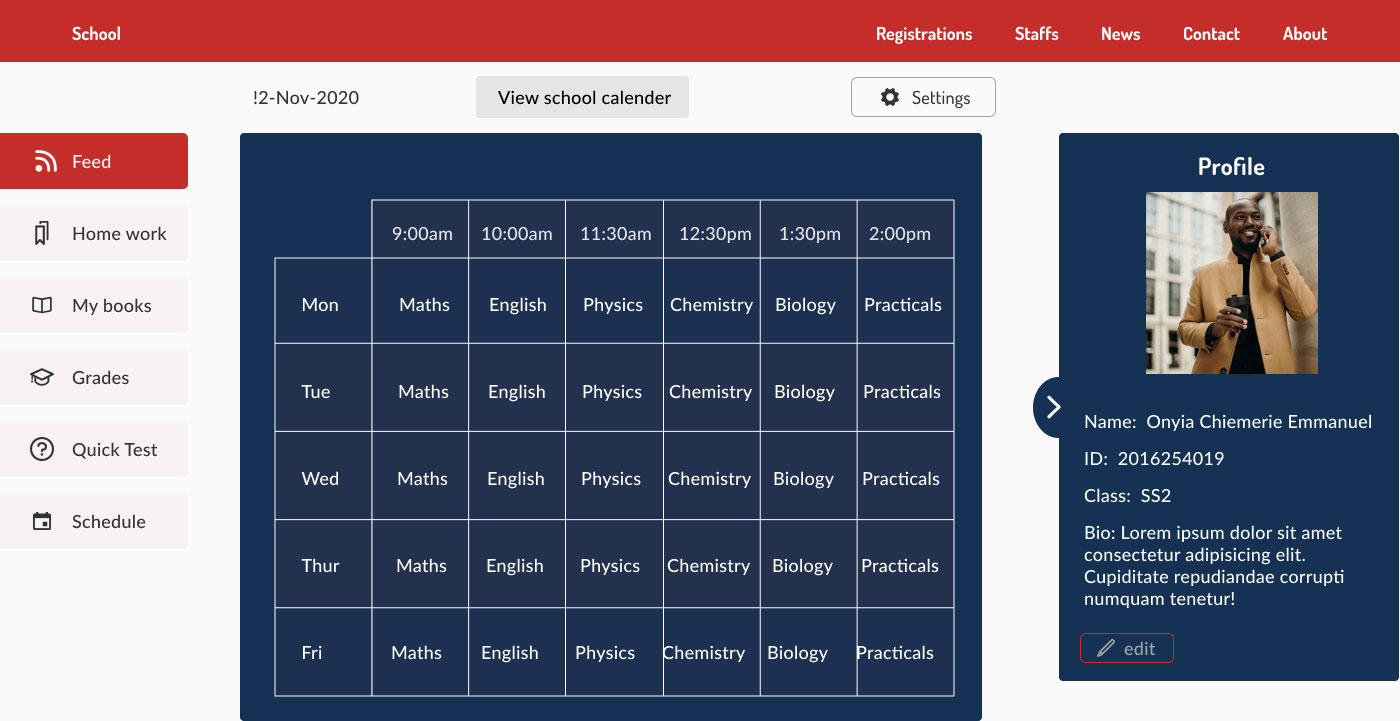 School Registrations Staffs News Contact About
!2-Nov-2020 View school calender Settings
Feed
Home work
My books
Grades
Quick Test
Schedule
9:00am 10:00am 11:30am 12:30pm 1:30pm 2:00pm
Mon Maths English Physics Chemistry Biology Practicals
Tue Maths English Physics Chemistry Biology Practicals
Wed Maths English Physics Chemistry Biology Practicals
Thur Maths English Physics Chemistry Biology Practicals
Fri Maths English Physics Chemistry Biology Practicals
Profile
Name: Onyia Chiemerie Emmanuel
ID: 2016254019
Class: SS2
Bio: Lorem ipsum dolor sit amet
consectetur adipisicing elit.
Cupiditate repudiandae corrupti
numquam tenetur!
edit